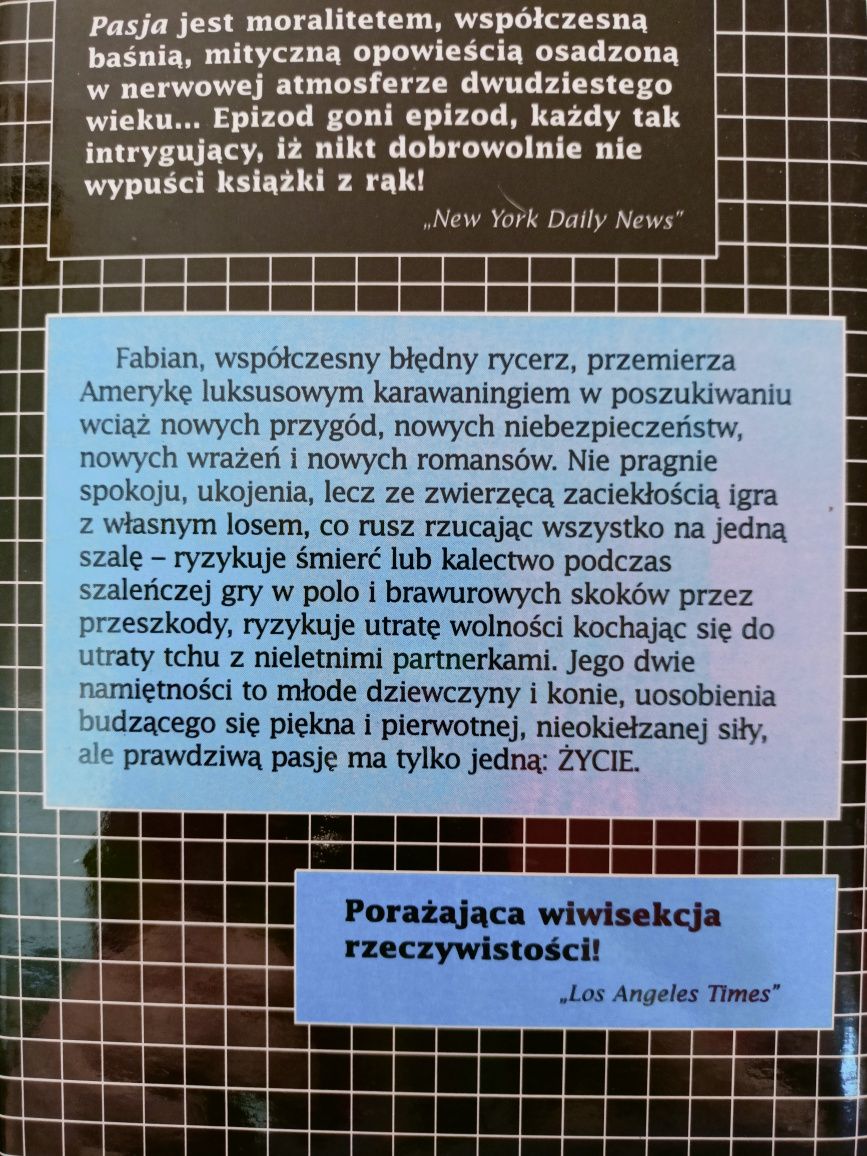 Pasja jest moralitetem, współczesną
baśnią, mityczną opowieścią osadzoną
w nerwowej atmosferze dwudziestego
wieku... Epizod goni epizod, każdy tak
intrygujący, iż nikt dobrowolnie nie
wypuści książki z rąk!
„New York Daily News”
Fabian, współczesny błędny rycerz, przemierza
Amerykę luksusowym karawaningiem w poszukiwaniu
wciąż nowych przygód, nowych niebezpieczeństw,
nowych wrażeń i nowych romansów. Nie pragnie
spokoju, ukojenia, lecz ze zwierzęcą zaciekłością igra
z własnym losem, co rusz rzucając wszystko na jedną
szalę – ryzykuje śmierć lub kalectwo podczas
szaleńczej gry w polo i brawurowych skoków przez
przeszkody, ryzykuje utratę wolności kochając się do
utraty tchu z nieletnimi partnerkami. Jego dwie
namiętności to młode dziewczyny i konie, uosobienia
budzącego się piękna i pierwotnej, nieokiełzanej siły,
ale prawdziwą pasję ma tylko jedną: ŻYCIE.
Porażająca wiwisekcja
rzeczywistości!
„Los Angeles Times”